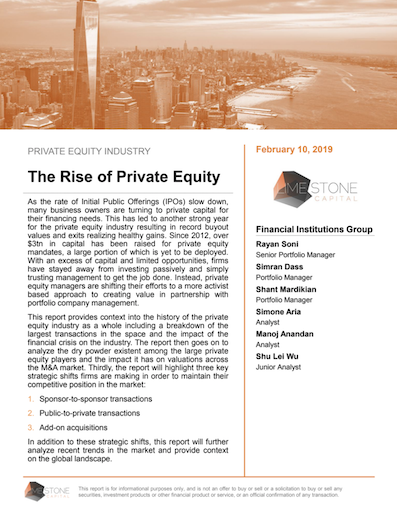 PRIVATE EQUITY INDUSTRY
The Rise of Private Equity
As the rate of Initial Public Offerings (IPOs) slow down,
many business owners are turning to private capital for
their financing needs. This has led to another strong year
for the private equity industry resulting in record buyout
values and exits realizing healthy gains. Since 2012, over
$3tn in capital has been raised for private equity
mandates, a large portion of which is yet to be deployed.
With an excess of capital and limited opportunities, firms
have stayed away from investing passively and simply
trusting management to get the job done. Instead, private
equity managers are shifting their efforts to a more activist
based approach to creating value in partnership with
portfolio company management.
This report provides context into the history of the private
equity industry as a whole including a breakdown of the
largest transactions in the space and the impact of the
financial crisis on the industry. The report then goes on to
analyze the dry powder existent among the large private
equity players and the impact it has on valuations across
the M&A market. Thirdly, the report will highlight three key
strategic shifts firms are making in order to maintain their
competitive position in the market:
1. Sponsor-to-sponsor transactions
2. Public-to-private transactions
3. Add-on acquisitions
In addition to these strategic shifts, this report will further
analyze recent trends in the market and provide context
on the global landscape.
February 10, 2019
MESTONE
CAPITAL
Financial Institutions Group
Rayan Soni
Senior Portfolio Manager
Simran Dass
Portfolio Manager
Shant Mardikian
Portfolio Manager
Simone Aria
Analyst
Manoj Anandan
Analyst
Shu Lei Wu
Junior Analyst
MESTONE
CAPITAL
This report is for informational purposes only, and is not an offer to buy or sell or a solicitation to buy or sell any
securities, investment products or other financial product or service, or an official confirmation of any transaction.